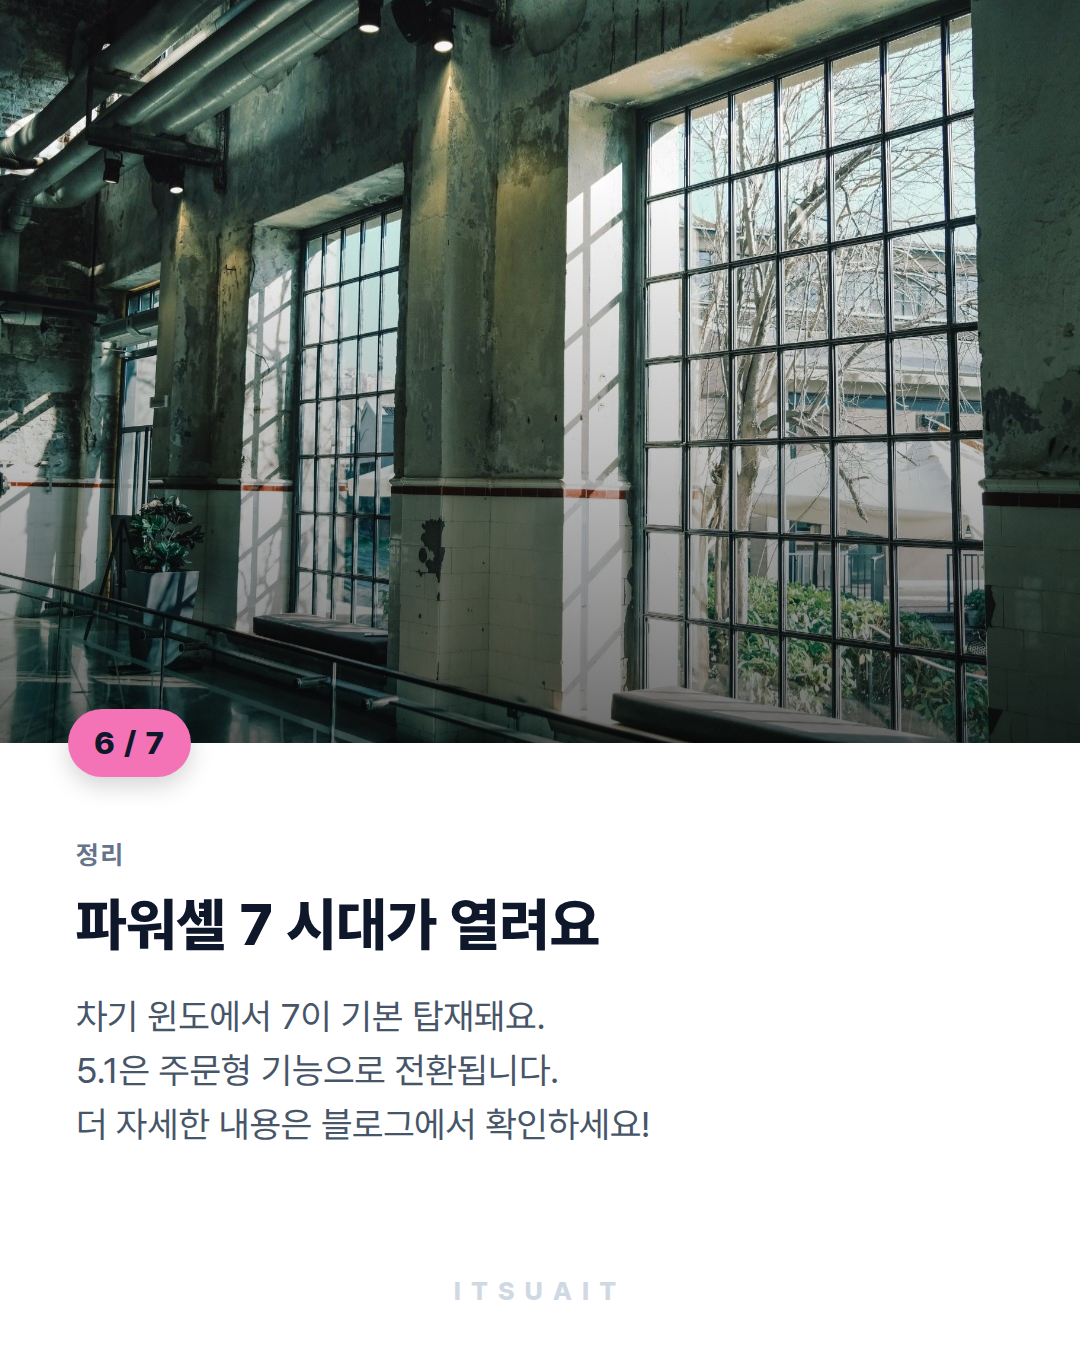 6 / 7
정리
파워셸 7 시대가 열려요
차기 윈도에서 7이 기본 탑재돼요.
5.1은 주문형 기능으로 전환됩니다.
더 자세한 내용은 블로그에서 확인하세요!
ITSUAIT